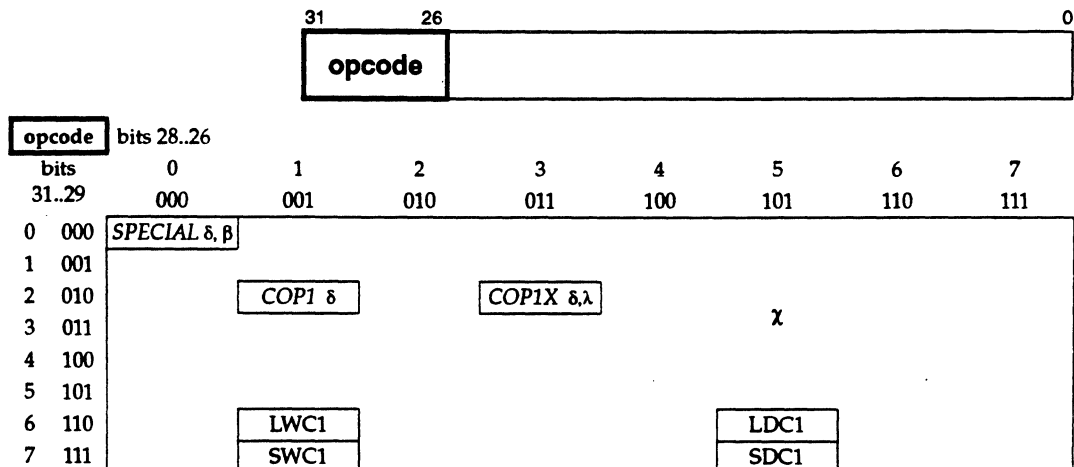 31 26 0
opcode
opcode bits 28..26
bits 0 1 2 3 4 5 6 7
31..29 000 001 010 011 100 101 110 111
0 000 SPECIAL δ, β
1 001
2 010 COP1 δ COP1X δ,λ
3 011 χ
4 100
5 101
6 110 LWC1 LDC1
7 111 SWC1 SDC1